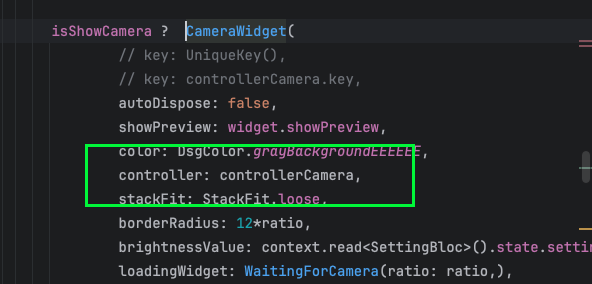 isShowCamera ? CameraWidget(
// key: UniqueKey(),
// key: controllerCamera.key,
autoDispose: false,
showPreview: widget.showPreview,
color: DsgColor.grayBackgroundEEEEEE,
controller: controllerCamera,
stackFit: StackFit.loose,
borderRadius: 12*ratio,
brightnessValue: context.read<SettingBloc>().state.setting
loadingWidget: WaitingForCamera(ratio: ratio,),